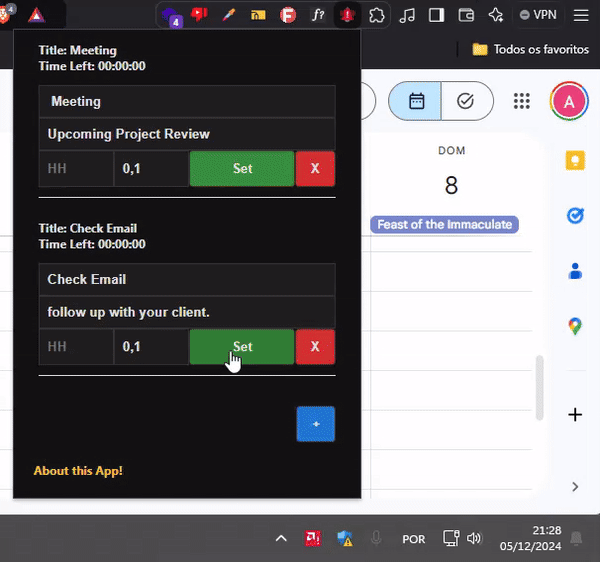 4
4
f?
VPN
Todos os favoritos
Title: Meeting
Time Left: 00:00:00
Meeting
Upcoming Project Review
HH
0,1
Set
X
A
DOM
8
Feast of the Immaculate
Title: Check Email
Time Left: 00:00:00
Check Email
follow up with your client.
HH
0,1
Set
X
+
About this App!
POR
21:28
05/12/2024